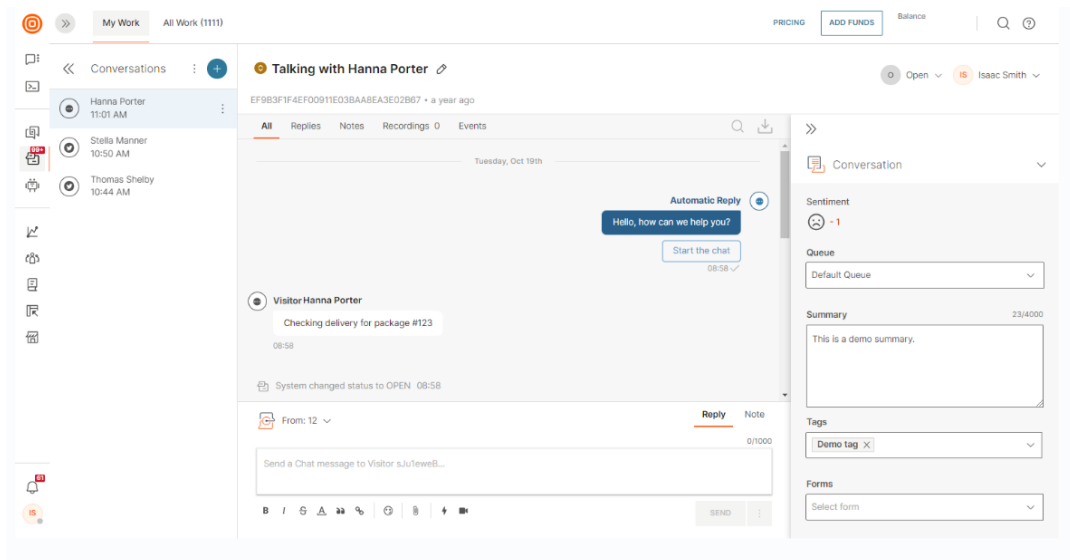 My Work
All Work (1111)
PRICING
ADD FUNDS
Balance
Conversations
Hanna Porter
11:01 AM
Stella Manner
10:50 AM
Thomas Shelby
10:44 AM
99+
61
IS
Talking with Hanna Porter
EF9B3F1F4EF00911E03BAA8EA3E02B67 • a year ago
O Open
IS Isaac Smith
All Replies Notes Recordings 0 Events
Tuesday, Oct 19th
Automatic Reply
Hello, how can we help you?
Start the chat
08:58
Visitor Hanna Porter
Checking delivery for package #123
08:58
System changed status to OPEN 08:58
From: 12
Reply Note
0/1000
Send a Chat message to Visitor sJu1eweB...
B I S A
SEND
Conversation
Sentiment
-1
Queue
Default Queue
Summary 23/4000
This is a demo summary.
Tags
Demo tag
Forms
Select form